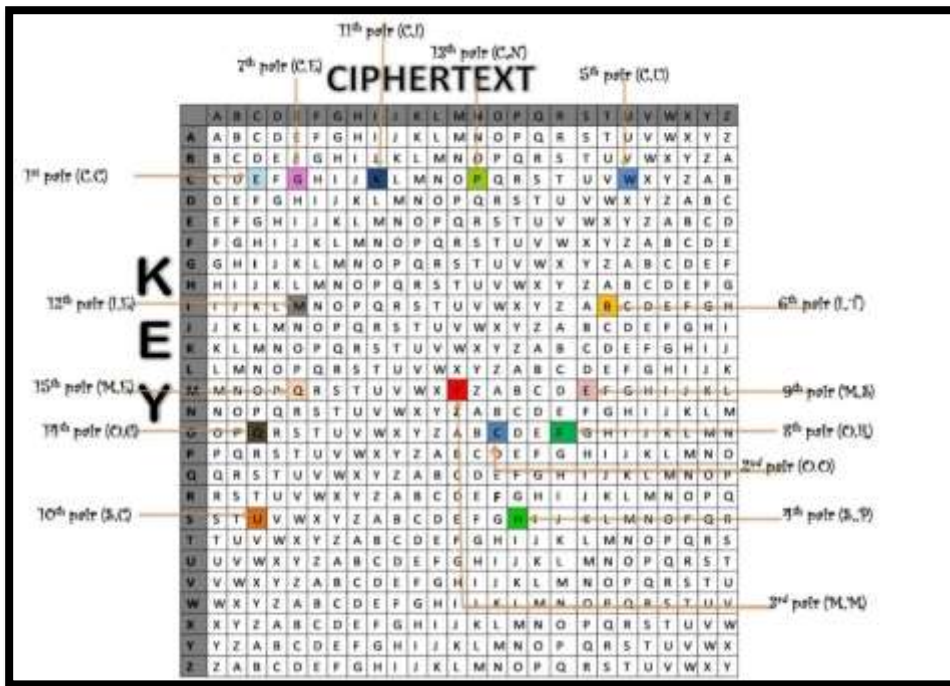 11th pair (C,I)
13th pair (C,N)
7th pair (C,E)
5th pair (C,U)
CIPHERTEXT
A B C D E F G H I J K L M N O P Q R S T U V W X Y Z
A A B C D E F G H I J K L M N O P Q R S T U V W X Y Z
B B C D E F G H I J K L M N O P Q R S T U V W X Y Z A
1st pair (C,C) C C D E F G H I J K L M N O P Q R S T U V W X Y Z A B
D D E F G H I J K L M N O P Q R S T U V W X Y Z A B C
E E F G H I J K L M N O P Q R S T U V W X Y Z A B C D
F F G H I J K L M N O P Q R S T U V W X Y Z A B C D E
G G H I J K L M N O P Q R S T U V W X Y Z A B C D E F
K
H H I J K L M N O P Q R S T U V W X Y Z A B C D E F G
12th pair (I,E) I I J K L M N O P Q R S T U V W X Y Z A B C D E F G H 6th pair (I,T)
J J K L M N O P Q R S T U V W X Y Z A B C D E F G H I
E
K K L M N O P Q R S T U V W X Y Z A B C D E F G H I J
L L M N O P Q R S T U V W X Y Z A B C D E F G H I J K
15th pair (M,E) M M N O P Q R S T U V W X Z A B C D E F G H I J K L 9th pair (M,S)
Y
N N O P Q R S T U V W X Y Z A B C D E F G H I J K L M
14th pair (O,C) O O P Q R S T U V W X Y Z A B C D E F G H I J K L M N 8th pair (O,R)
P P Q R S T U V W X Y Z A B C D E F G H I J K L M N O
2nd pair (O,O)
Q Q R S T U V W X Y Z A B C D E F G H I J K L M N O P
R R S T U V W X Y Z A B C D E F G H I J K L M N O P Q
10th pair (S,C) S S T U V W X Y Z A B C D E F G H I J K L M N O P Q R 4th pair (S,P)
T T U V W X Y Z A B C D E F G H I J K L M N O P Q R S
U U V W X Y Z A B C D E F G H I J K L M N O P Q R S T
V V W X Y Z A B C D E F G H I J K L M N O P Q R S T U
W W X Y Z A B C D E F G H I J K L M N O P Q R S T U V 3rd pair (M,M)
X X Y Z A B C D E F G H I J K L M N O P Q R S T U V W
Y Y Z A B C D E F G H I J K L M N O P Q R S T U V W X
Z Z A B C D E F G H I J K L M N O P Q R S T U V W X Y